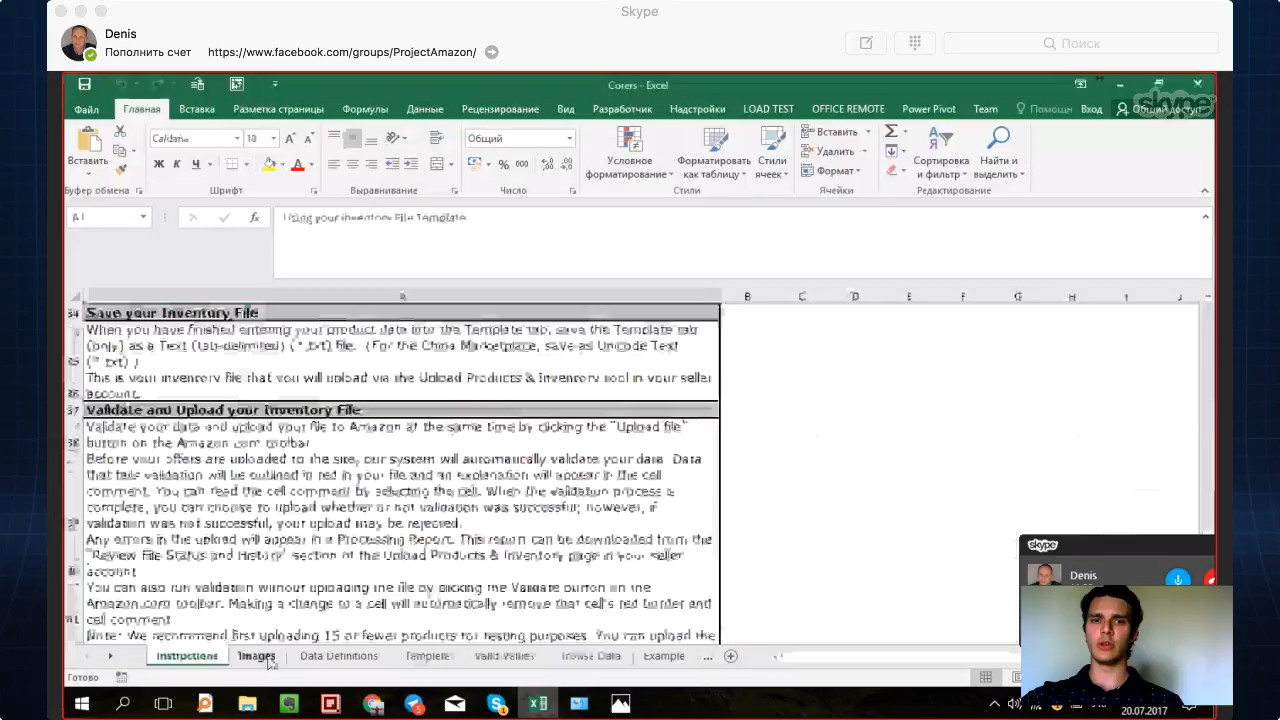 Skype
Denis
Пополнить счет https://www.facebook.com/groups/ProjectAmazon/
Поиск
Corers - Excel
skype
Файл Главная Вставка Разметка страницы Формулы Данные Рецензирование Вид Разработчик Надстройки LOAD TEST OFFICE REMOTE Power Pivot Team Помощн Вход Общий доступ
Вставить
Calibri 10
Ж К Ч
Общий
% 000
Условное форматирование
Форматировать как таблицу
Стили ячеек
Вставить
Удалить
Формат
Сортировка и фильтр
Найти и выделить
Буфер обмена Шрифт Выравнивание Число Стили Ячейки Редактирование
A1 fx Using your Inventory File Template
B C D E F G H I J
34 Save your Inventory File
When you have finished entering your product data into the Template tab, save the Template tab
(only) as a Text (tab-delimited) (*.txt) file. (For the China Marketplace, save as Unicode Text
35 (*.txt).)
This is your inventory file that you will upload via the Upload Products & Inventory tool in your seller
36 account.
37 Validate and Upload your Inventory File
Validate your data and upload your file to Amazon at the same time by clicking the "Upload file"
38 button on the Amazon.com toolbar
Before your offers are uploaded to the site, our system will automatically validate your data. Data
that fails validation will be outlined in red in your file and an explanation will appear in the cell
comment. You can read the cell comment by selecting the cell. When the validation process is
complete, you can choose to upload whether or not validation was successful; however, if
39 validation was not successful, your upload may be rejected.
Any errors in the upload will appear in a Processing Report. This report can be downloaded from the
"Review File Status and History" section of the Upload Products & Inventory page in your seller
account
You can also run validation without uploading the file by clicking the Validate button on the
Amazon.com toolbar. Making a change to a cell will automatically remove that cell's red border and
cell comment
Note: We recommend first uploading 15 or fewer products for testing purposes. You can upload the
skype
Denis
Instructions Images Data Definitions Template Valid Values Browse Data Example ...
Готово
20.07.2017